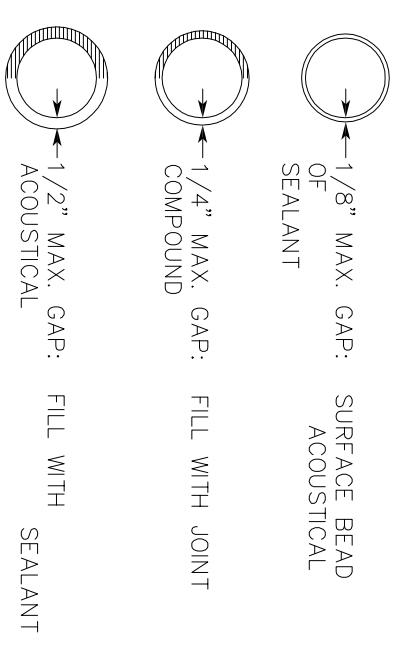 1/8" MAX. GAP: SURFACE BEAD
OF ACOUSTICAL
SEALANT
1/4" MAX. GAP: FILL WITH JOINT
COMPOUND
1/2" MAX. GAP: FILL WITH
ACOUSTICAL SEALANT